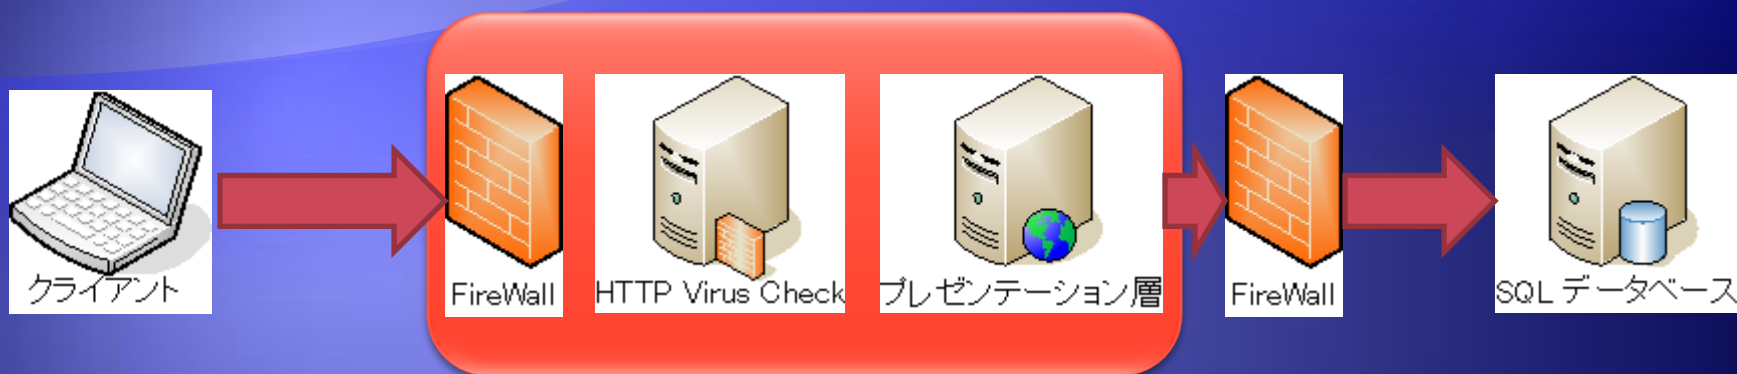 クライアント
FireWall
HTTP Virus Check
プレゼンテーション層
FireWall
SQL データベース